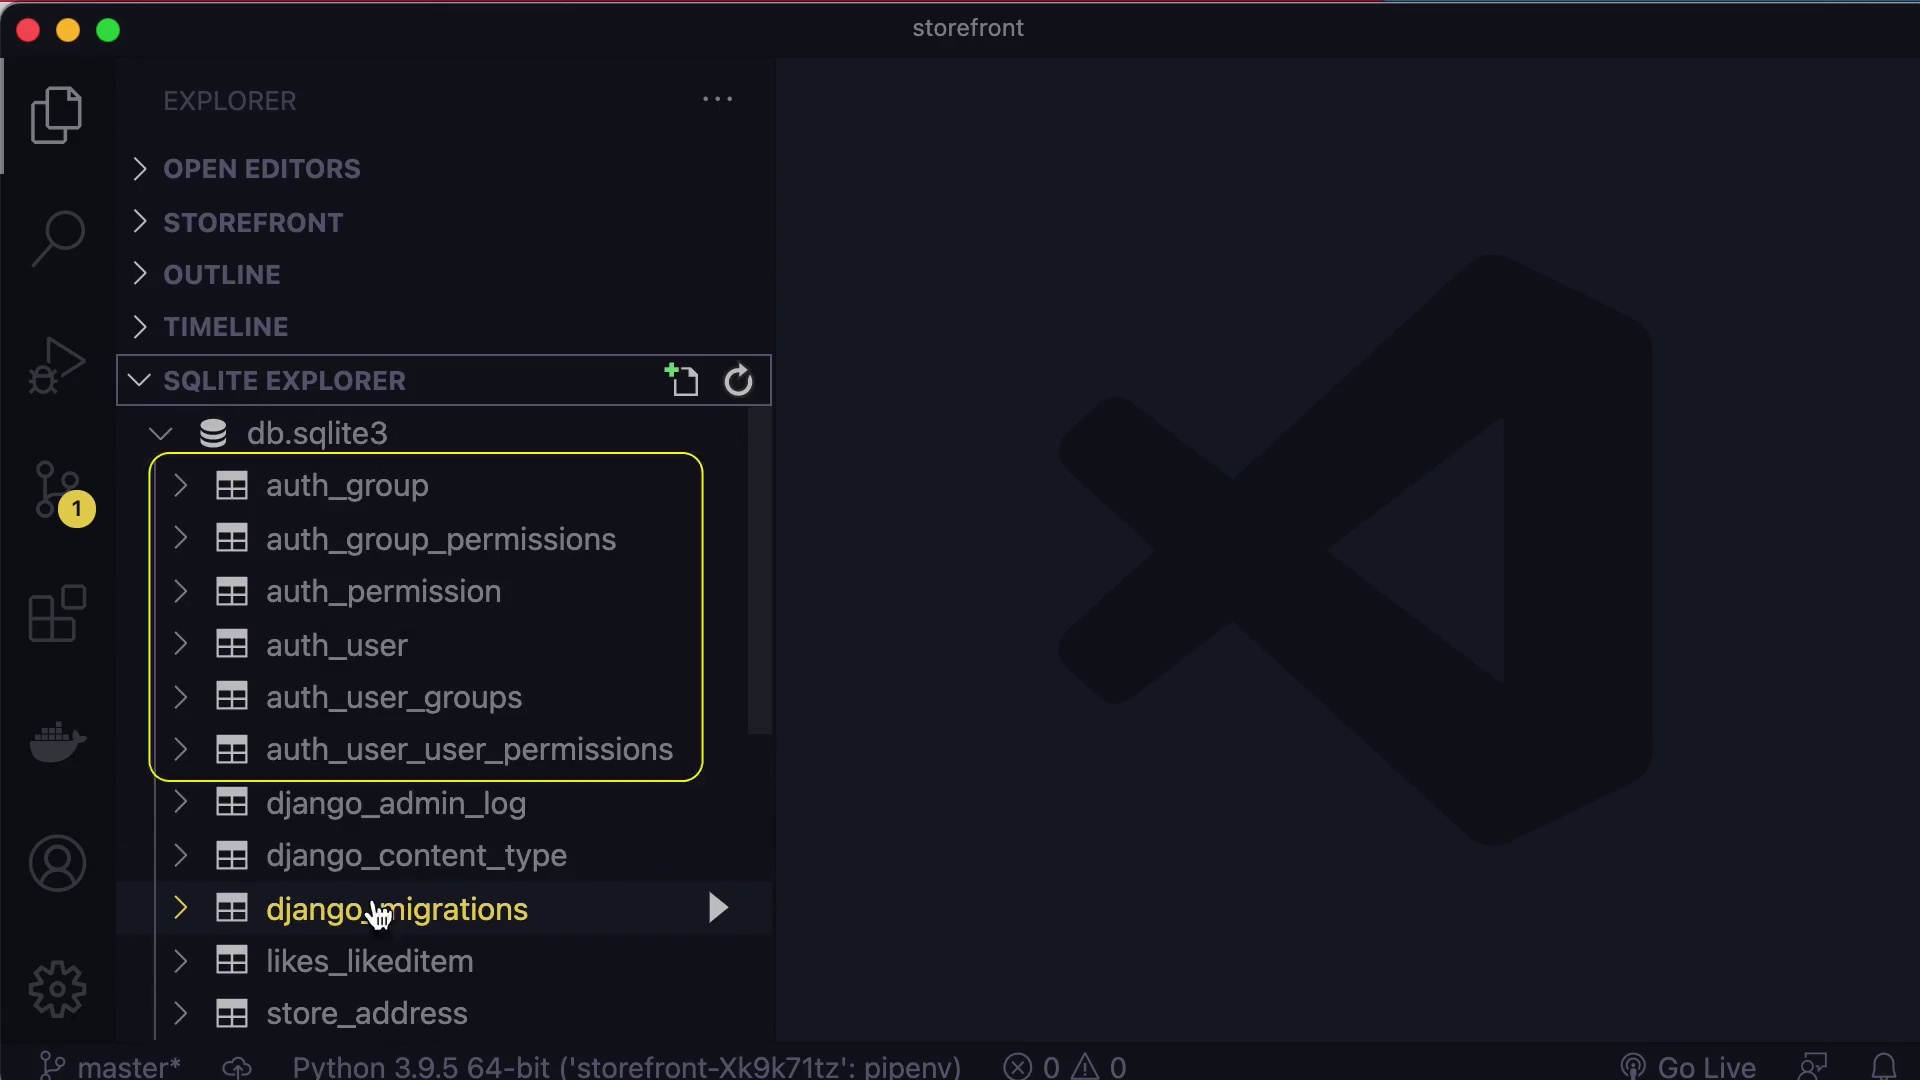 storefront
EXPLORER
OPEN EDITORS
STOREFRONT
OUTLINE
TIMELINE
SQLITE EXPLORER
db.sqlite3
auth_group
auth_group_permissions
auth_permission
auth_user
1
auth_user_groups
auth_user_user_permissions
django_admin_log
django_content_type
django_migrations
likes_likeditem
store_address
master* Python 3.9.5 64-bit ('storefront-Xk9k71tz': pipenv) 0 0 Go Live